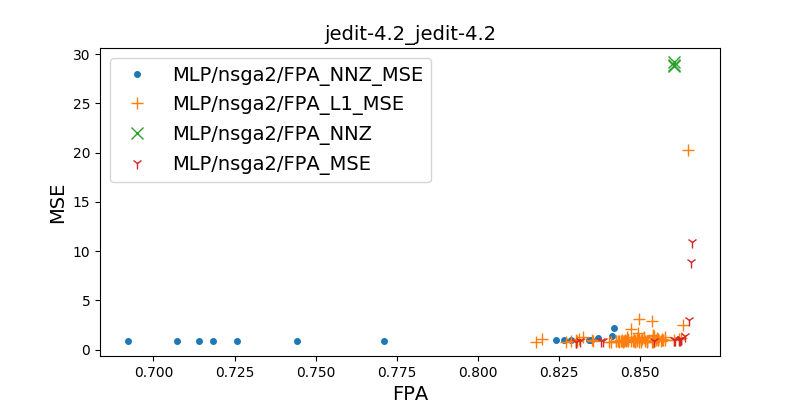 jedit-4.2_jedit-4.2
MLP/nsga2/FPA_NNZ_MSE
MLP/nsga2/FPA_L1_MSE
MLP/nsga2/FPA_NNZ
MLP/nsga2/FPA_MSE
MSE
30
25
20
15
10
5
0
0.700
0.725
0.750
0.775
0.800
0.825
0.850
FPA